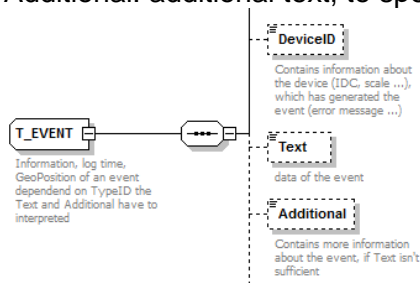 Additional: additional text, to spe
DeviceID
Contains information about
the device (IDC, scale ...),
which has generated the
event (error message ...)
T_EVENT
Information, log time,
GeoPosition of an event
dependend on TypeID the
Text and Additional have to
interpreted
Text
data of the event
Additional
Contains more information
about the event, if Text isn't
sufficient